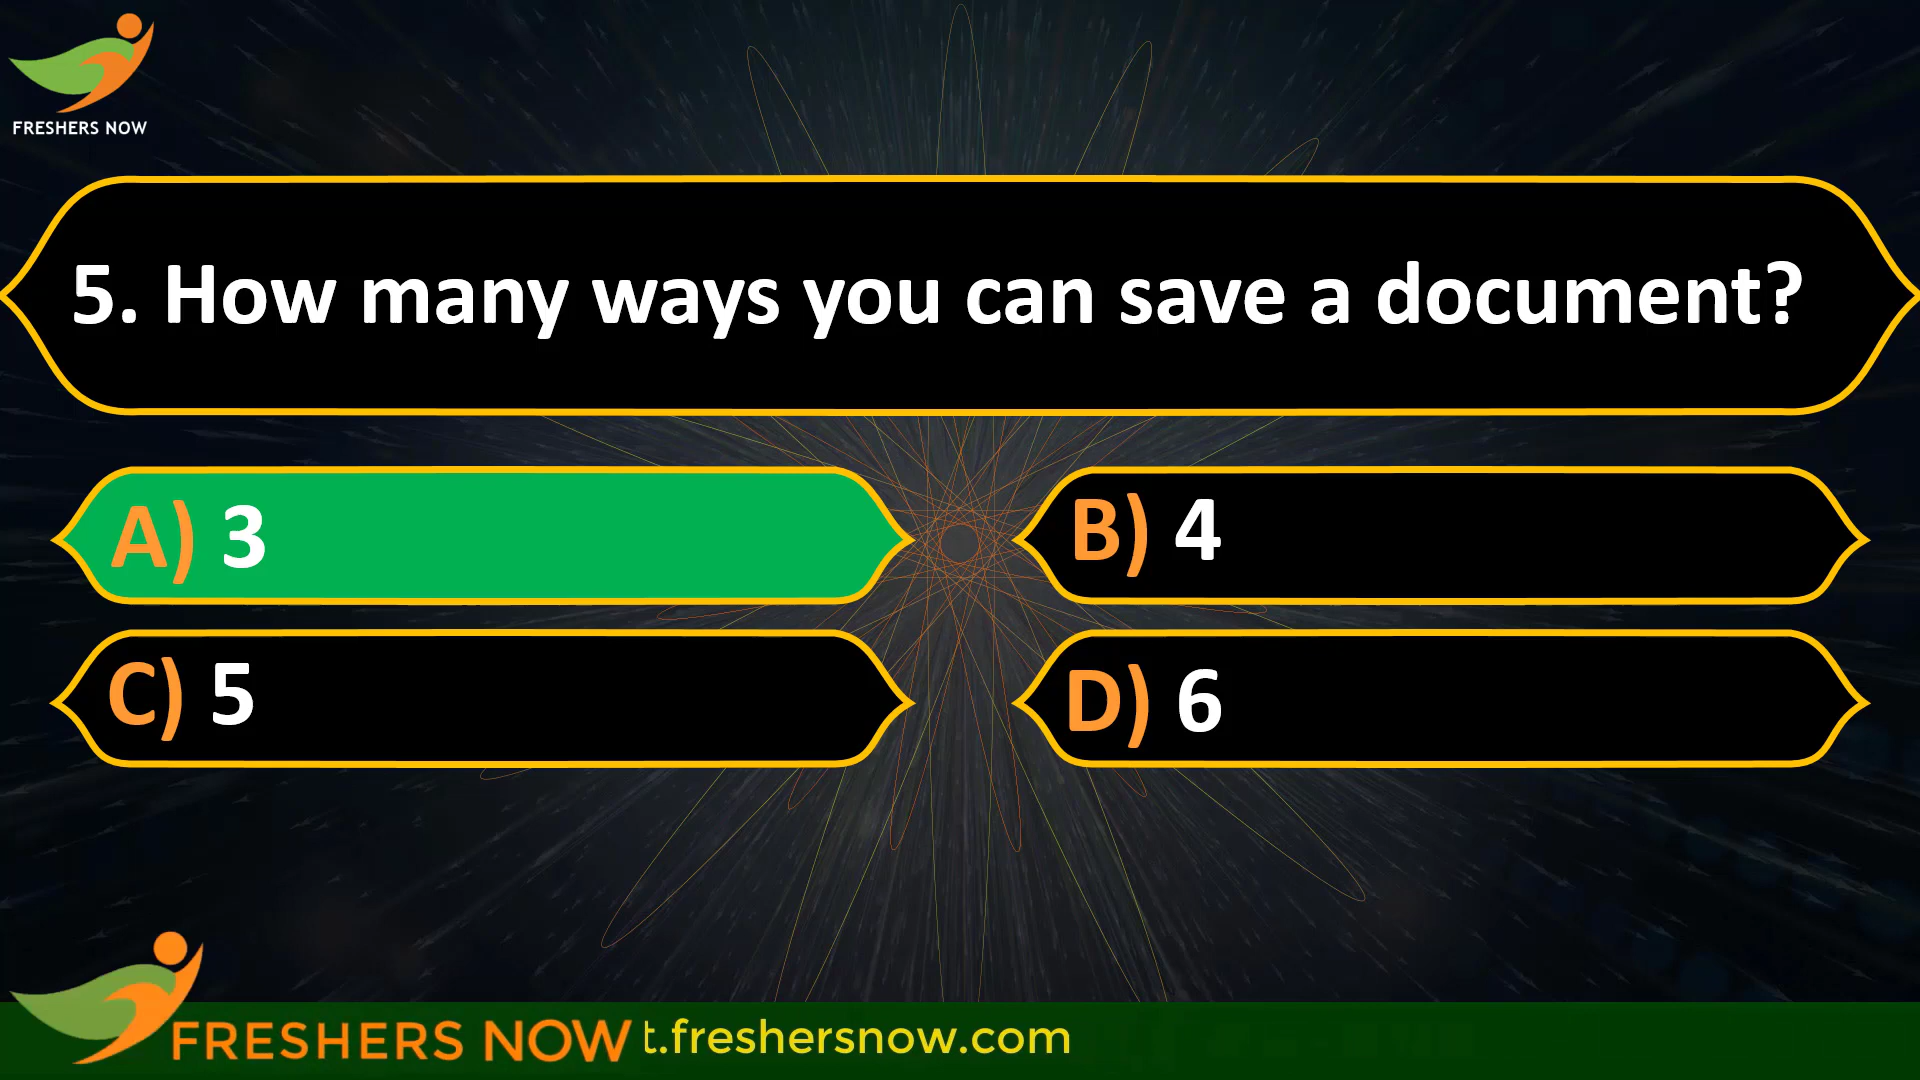 FRESHERS NOW
5. How many ways you can save a document?
A) 3
B) 4
C) 5
D) 6
FRESHERS NOW t.freshersnow.com